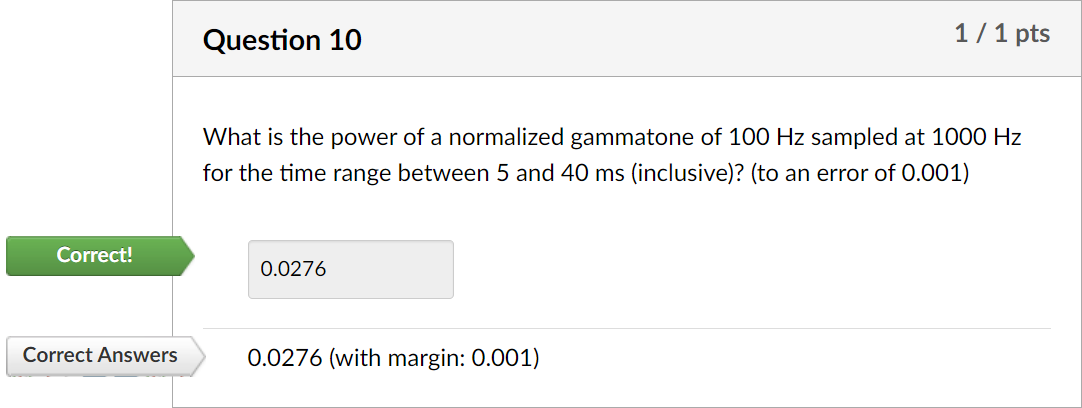 Question 10
1 / 1 pts
What is the power of a normalized gammatone of 100 Hz sampled at 1000 Hz
for the time range between 5 and 40 ms (inclusive)? (to an error of 0.001)
Correct!
0.0276
Correct Answers
0.0276 (with margin: 0.001)